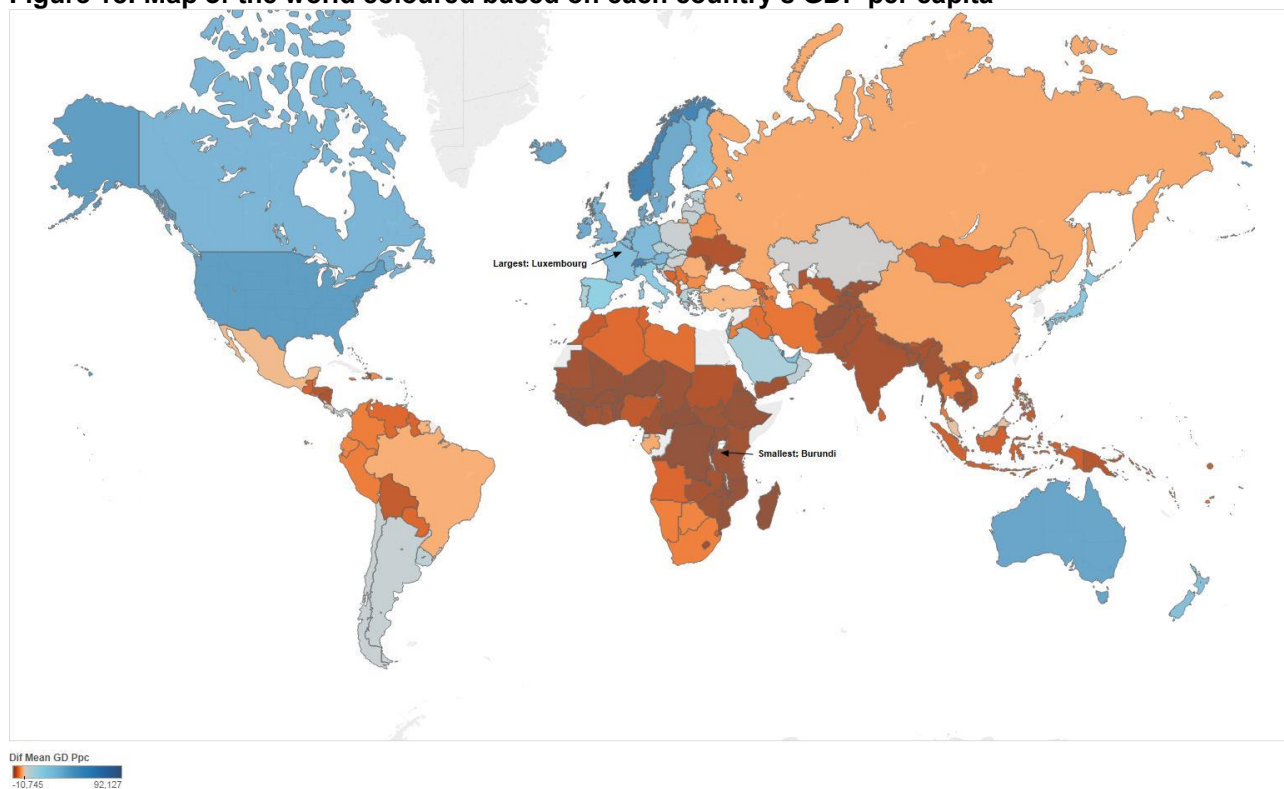 Figure 18: Map of the world coloured based on each country's GDP per capita
Largest: Luxembourg
Smallest: Burundi
Dif Mean GD Ppc
-10,745 92,127